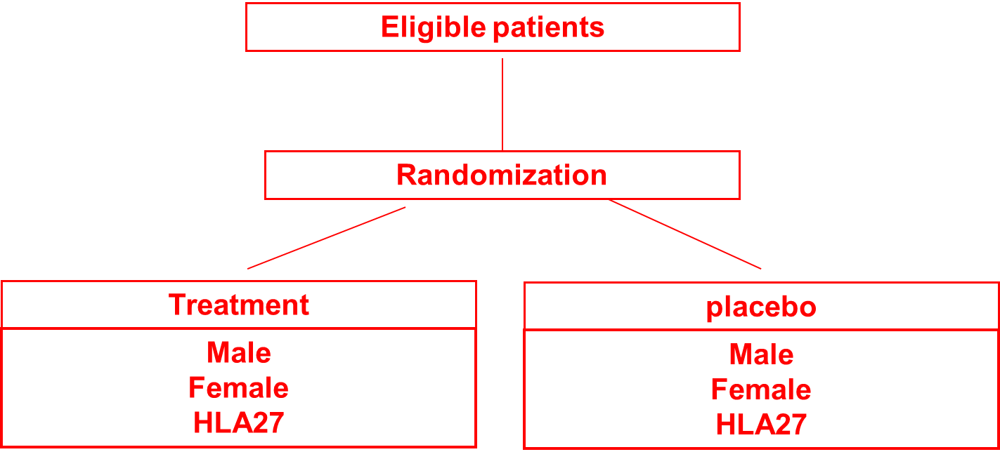 Eligible patients
Randomization
Treatment
Male
Female
HLA27
placebo
Male
Female
HLA27